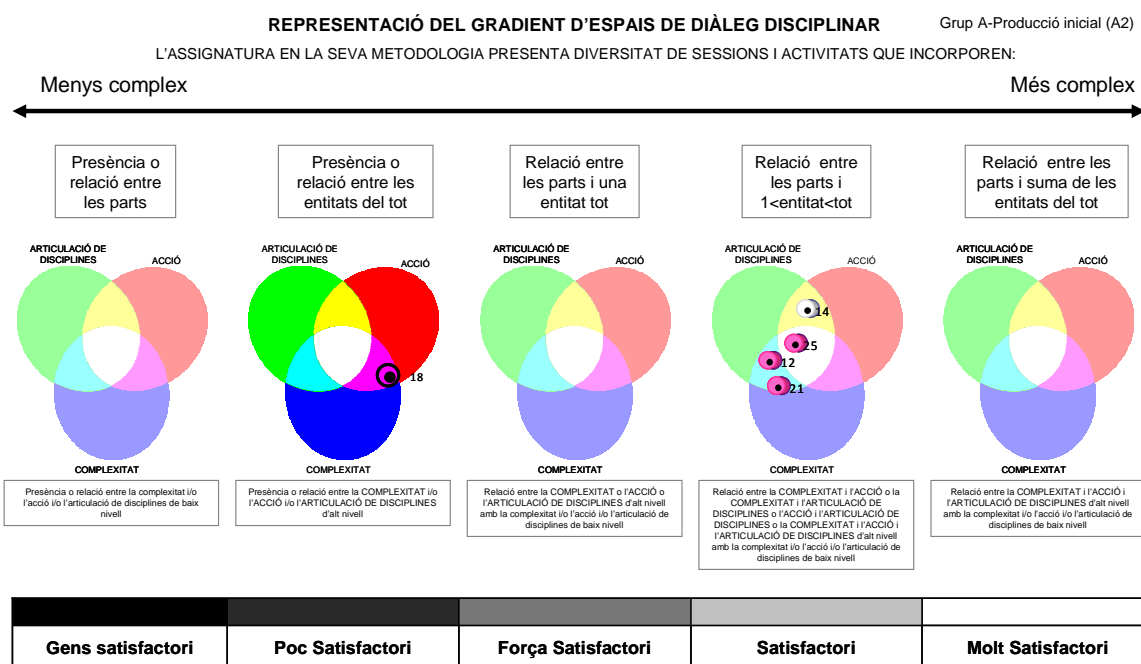 REPRESENTACIÓ DEL GRADIENT D'ESPAIS DE DIÀLEG DISCIPLINAR
Grup A-Producció inicial (A2)
L'ASSIGNATURA EN LA SEVA METODOLOGIA PRESENTA DIVERSITAT DE SESSIONS I ACTIVITATS QUE INCORPOREN:
Menys complex
Més complex
Presència o
relació entre
les parts
Presència o
relació entre les
entitats del tot
Relació entre
les parts i una
entitat tot
Relació entre
les parts i
1<entitat<tot
Relació entre les
parts i suma de les
entitats del tot
ARTICULACIÓ DE
DISCIPLINES
ACCIÓ
COMPLEXITAT
ARTICULACIÓ DE
DISCIPLINES
ACCIÓ
18
COMPLEXITAT
ARTICULACIÓ DE
DISCIPLINES
ACCIÓ
COMPLEXITAT
ARTICULACIÓ DE
DISCIPLINES
ACCIÓ
14
25
12
21
COMPLEXITAT
ARTICULACIÓ DE
DISCIPLINES
ACCIÓ
COMPLEXITAT
Presència o relació entre la complexitat i/o
l'acció i/o l'articulació de disciplines de baix
nivell
Presència o relació entre la COMPLEXITAT i/o
l'ACCIÓ i/o l'ARTICULACIÓ DE DISCIPLINES
d'alt nivell
Relació entre la COMPLEXITAT o l'ACCIÓ o
l'ARTICULACIÓ DE DISCIPLINES d'alt nivell
amb la complexitat i/o l'acció i/o l'articulació de
disciplines de baix nivell
Relació entre la COMPLEXITAT i l'ACCIÓ o la
COMPLEXITAT i l'ARTICULACIÓ DE
DISCIPLINES o l'ACCIÓ i l'ARTICULACIÓ DE
DISCIPLINES o la COMPLEXITAT i l'ACCIÓ i
l'ARTICULACIÓ DE DISCIPLINES d'alt nivell
amb la complexitat i/o l'acció i/o l'articulació de
disciplines de baix nivell
Relació entre la COMPLEXITAT i l'ACCIÓ i
l'ARTICULACIÓ DE DISCIPLINES d'alt nivell
amb la complexitat i/o l'acció i/o l'articulació de
disciplines de baix nivell
Gens satisfactori
Poc Satisfactori
Força Satisfactori
Satisfactori
Molt Satisfactori